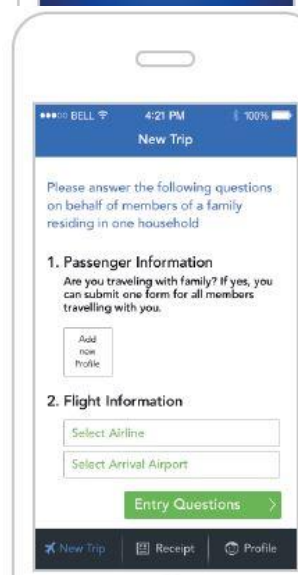 BELL 4:21 PM 100%
New Trip
Please answer the following questions
on behalf of members of a family
residing in one household
1. Passenger Information
Are you traveling with family? If yes, you
can submit one form for all members
travelling with you.
Add
new
Profile
2. Flight Information
Select Airline
Select Arrival Airport
Entry Questions
New Trip Receipt Profile